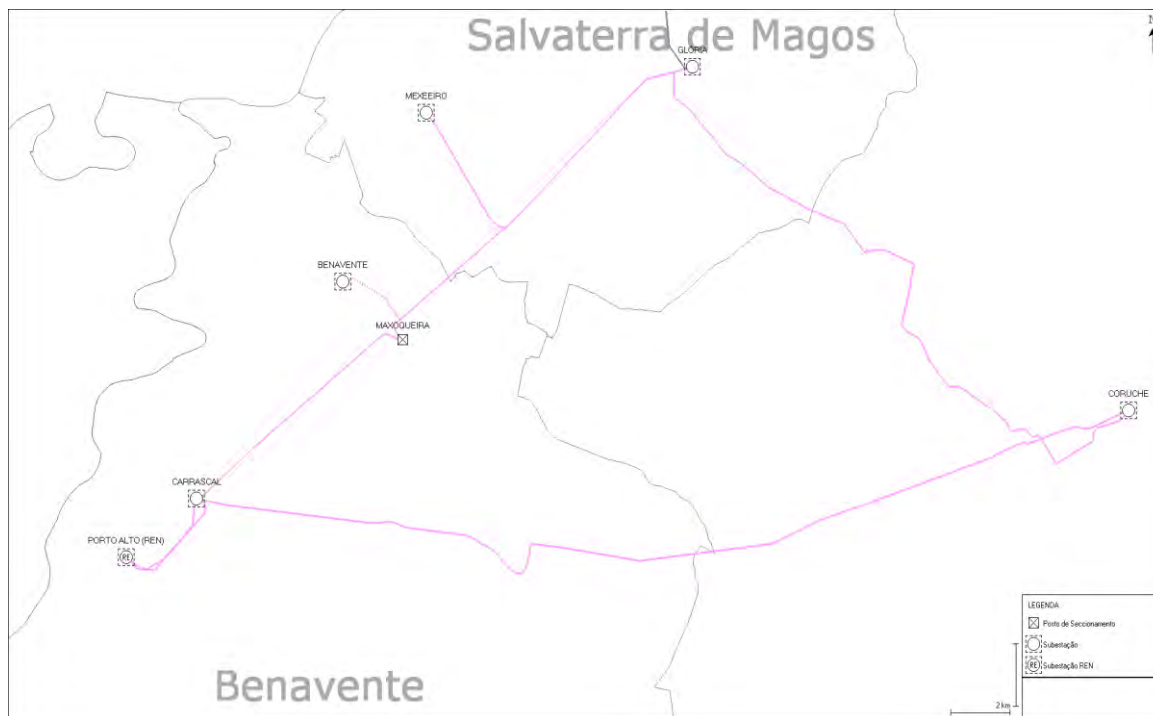 Salvaterra de Magos
N
GLÓRIA
MEXEEIRO
BENAVENTE
MAXOQUEIRA
CORUCHE
CARRASCAL
PORTO ALTO (REN)
RE
Benavente
LEGENDA
Posto de Seccionamento
Subestação
RE Subestação REN
2 km